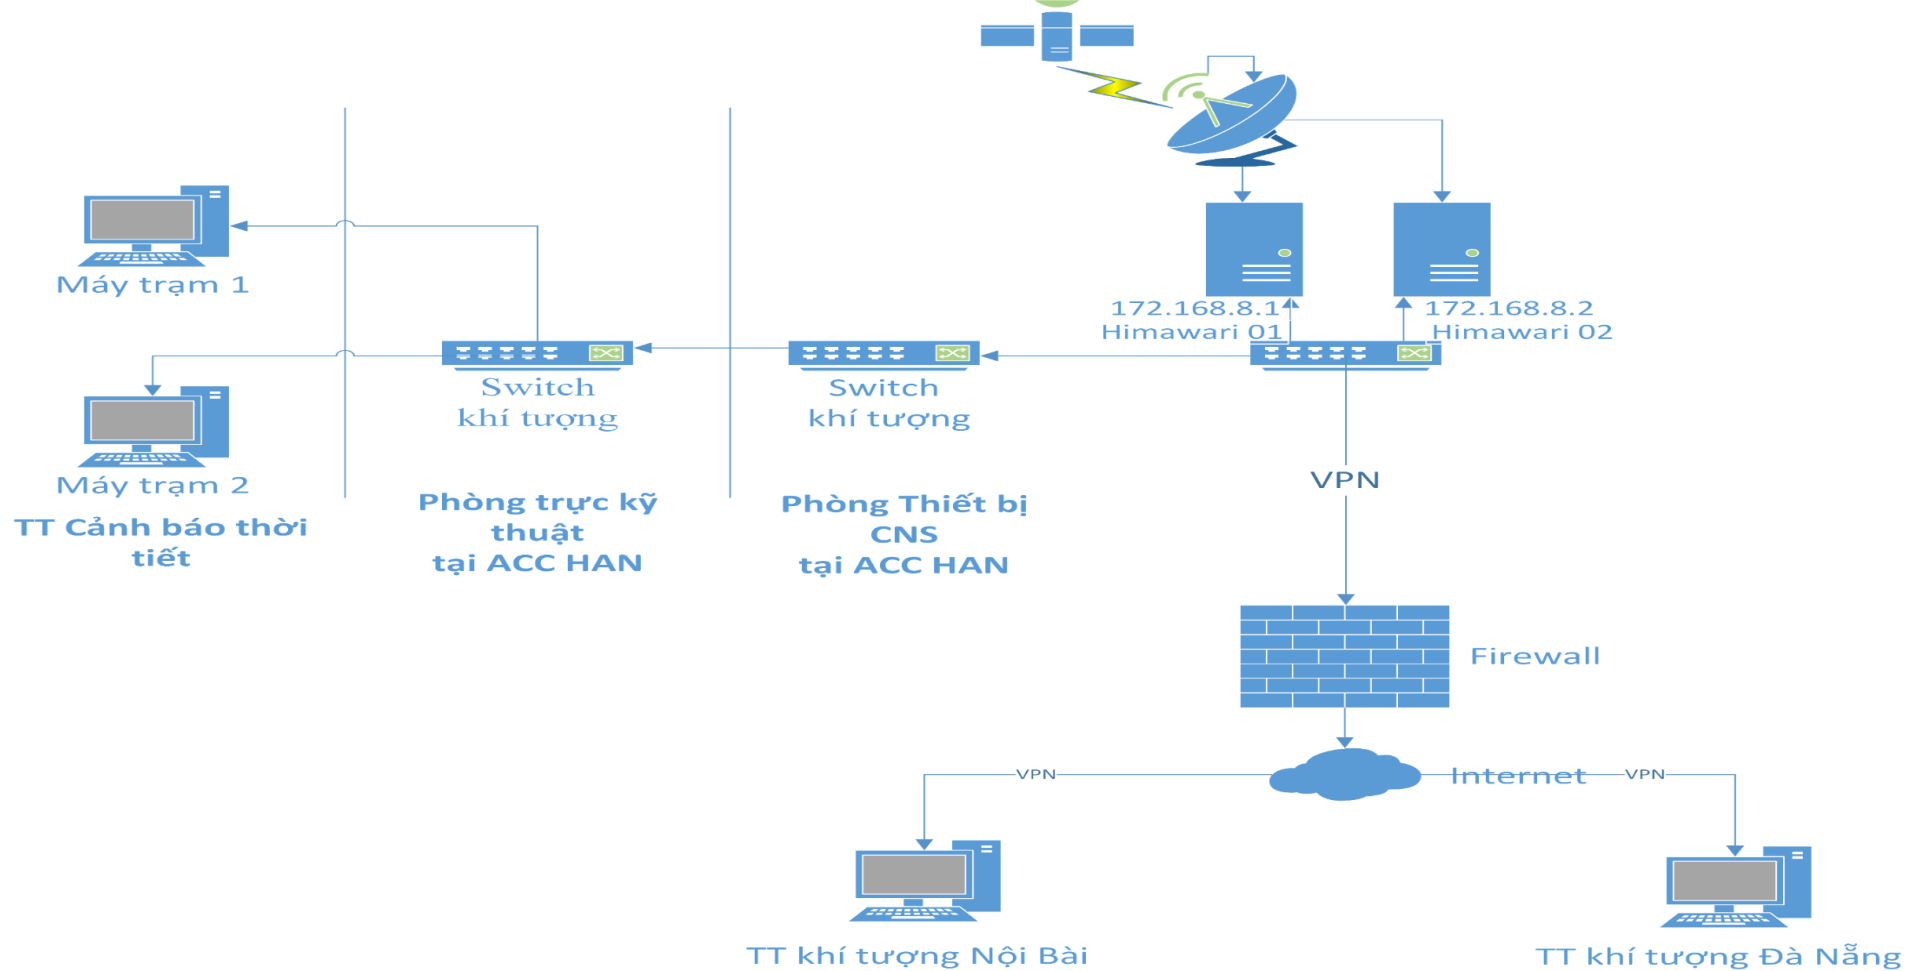 172.168.8.1
Himawari 01
172.168.8.2
Himawari 02
Máy trạm 1
Switch
khí tượng
Switch
khí tượng
Máy trạm 2
TT Cảnh báo thời
tiết
Phòng trực kỹ
thuật
tại ACC HAN
Phòng Thiết bị
CNS
tại ACC HAN
VPN
Firewall
VPN
Internet
VPN
TT khí tượng Nội Bài
TT khí tượng Đà Nẵng